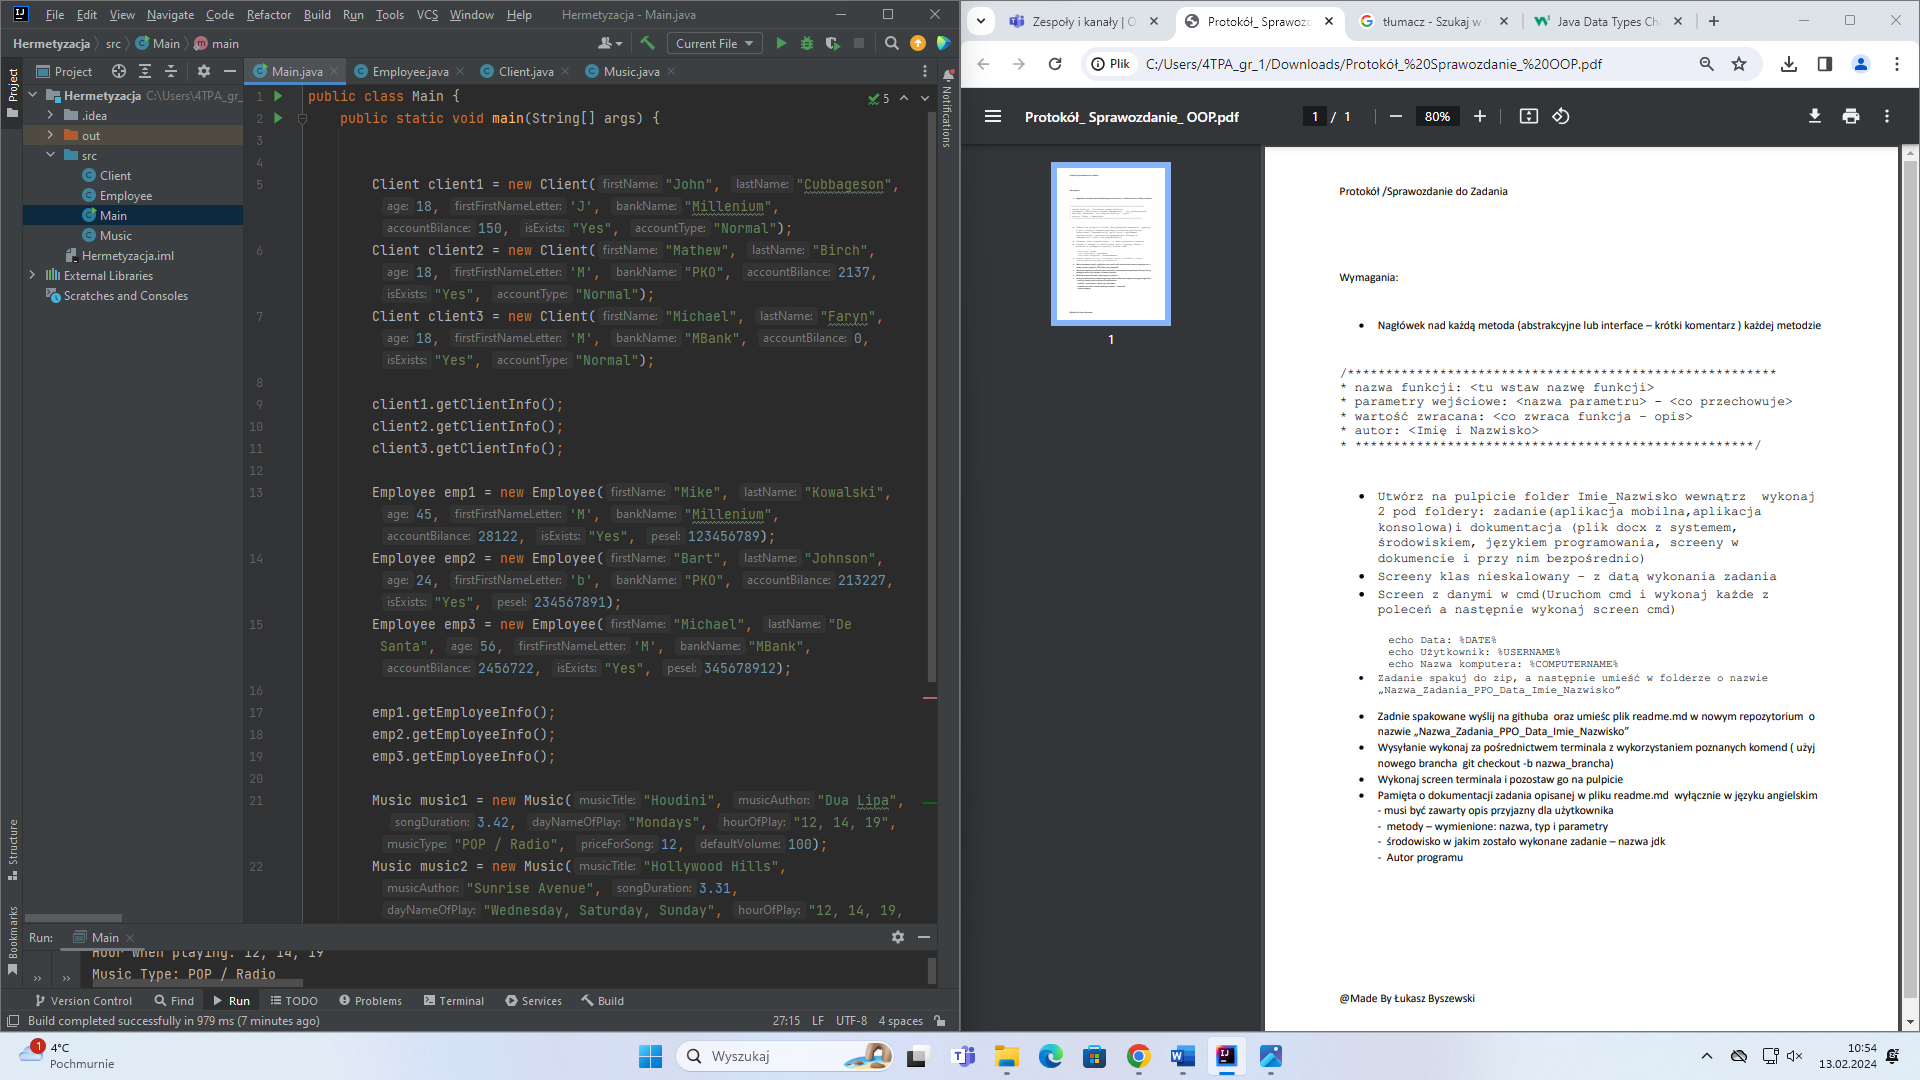 File Edit View Navigate Code Refactor Build Run Tools VCS Window Help Hermetyzacja - Main.java
Hermetyzacja src Main main Current File
Project Main.java Employee.java Client.java Music.java
Hermetyzacja C:\Users\4TPA_gr_
.idea
out
src
Client
Employee
Main
Music
Hermetyzacja.iml
External Libraries
Scratches and Consoles
Project
Structure
Bookmarks
Notifications
5
1 public class Main {
2 public static void main(String[] args) {
3
4
5 Client client1 = new Client( firstName: "John", lastName: "Cubbageson",
age: 18, firstFirstNameLetter: 'J', bankName: "Millenium",
accountBilance: 150, isExists: "Yes", accountType: "Normal");
6 Client client2 = new Client( firstName: "Mathew", lastName: "Birch",
age: 18, firstFirstNameLetter: 'M', bankName: "PKO", accountBilance: 2137,
isExists: "Yes", accountType: "Normal");
7 Client client3 = new Client( firstName: "Michael", lastName: "Faryn",
age: 18, firstFirstNameLetter: 'M', bankName: "MBank", accountBilance: 0,
isExists: "Yes", accountType: "Normal");
8
9 client1.getClientInfo();
10 client2.getClientInfo();
11 client3.getClientInfo();
12
13 Employee emp1 = new Employee( firstName: "Mike", lastName: "Kowalski",
age: 45, firstFirstNameLetter: 'M', bankName: "Millenium",
accountBilance: 28122, isExists: "Yes", pesel: 123456789);
14 Employee emp2 = new Employee( firstName: "Bart", lastName: "Johnson",
age: 24, firstFirstNameLetter: 'b', bankName: "PKO", accountBilance: 213227,
isExists: "Yes", pesel: 234567891);
15 Employee emp3 = new Employee( firstName: "Michael", lastName: "De
Santa", age: 56, firstFirstNameLetter: 'M', bankName: "MBank",
accountBilance: 2456722, isExists: "Yes", pesel: 345678912);
16
17 emp1.getEmployeeInfo();
18 emp2.getEmployeeInfo();
19 emp3.getEmployeeInfo();
20
21 Music music1 = new Music( musicTitle: "Houdini", musicAuthor: "Dua Lipa",
songDuration: 3.42, dayNameOfPlay: "Mondays", hourOfPlay: "12, 14, 19",
musicType: "POP / Radio", priceForSong: 12, defaultVolume: 100);
22 Music music2 = new Music( musicTitle: "Hollywood Hills",
musicAuthor: "Sunrise Avenue", songDuration: 3.31,
dayNameOfPlay: "Wednesday, Saturday, Sunday", hourOfPlay: "12, 14, 19,
Run: Main
Hour when playing: 12, 14, 19
Music Type: POP / Radio
Version Control Find Run TODO Problems Terminal Services Build
Build completed successfully in 979 ms (7 minutes ago) 27:15 LF UTF-8 4 spaces
Zespoły i kanały | O Protokół_ Sprawozd tłumacz - Szukaj w Java Data Types Ch
Plik C:/Users/4TPA_gr_1/Downloads/Protokół_%20Sprawozdanie_%20OOP.pdf
Protokół_ Sprawozdanie_ OOP.pdf 1 / 1 80%
1
Protokół /Sprawozdanie do Zadania
Wymagania:
• Nagłówek nad każdą metoda (abstrakcyjne lub interface – krótki komentarz ) każdej metodzie
/********************************************************
* nazwa funkcji: <tu wstaw nazwę funkcji>
* parametry wejściowe: <nazwa parametru> - <co przechowuje>
* wartość zwracana: <co zwraca funkcja - opis>
* autor: <Imię i Nazwisko>
* ****************************************************/
• Utwórz na pulpicie folder Imie_Nazwisko wewnątrz wykonaj
2 pod foldery: zadanie(aplikacja mobilna,aplikacja
konsolowa)i dokumentacja (plik docx z systemem,
środowiskiem, językiem programowania, screeny w
dokumencie i przy nim bezpośrednio)
• Screeny klas nieskalowany – z datą wykonania zadania
• Screen z danymi w cmd(Uruchom cmd i wykonaj każde z
poleceń a następnie wykonaj screen cmd)
echo Data: %DATE%
echo Użytkownik: %USERNAME%
echo Nazwa komputera: %COMPUTERNAME%
• Zadanie spakuj do zip, a następnie umieść w folderze o nazwie
„Nazwa_Zadania_PPO_Data_Imie_Nazwisko”
• Zadnie spakowane wyślij na githuba oraz umieśc plik readme.md w nowym repozytorium o
nazwie „Nazwa_Zadania_PPO_Data_Imie_Nazwisko”
• Wysyłanie wykonaj za pośrednictwem terminala z wykorzystaniem poznanych komend ( użyj
nowego brancha git checkout -b nazwa_brancha)
• Wykonaj screen terminala i pozostaw go na pulpicie
• Pamięta o dokumentacji zadania opisanej w pliku readme.md wyłącznie w języku angielskim
- musi być zawarty opis przyjazny dla użytkownika
- metody – wymienione: nazwa, typ i parametry
- środowisko w jakim zostało wykonane zadanie – nazwa jdk
- Autor programu
@Made By Łukasz Byszewski
1 4°C
Pochmurnie
Wyszukaj
10:54
13.02.2024